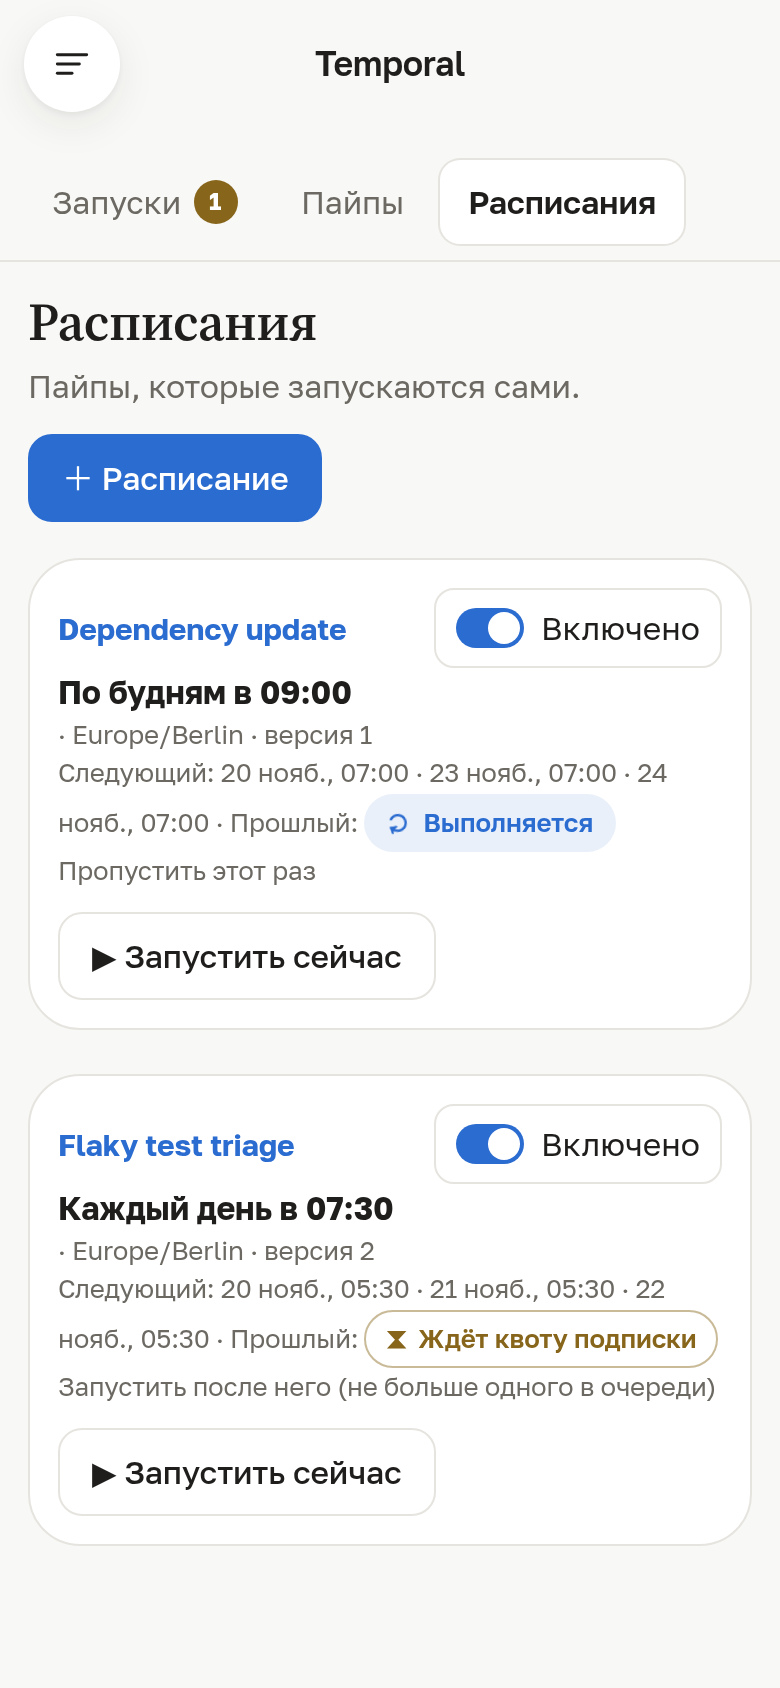 Temporal
Запуски 1 Пайпы Расписания
Расписания
Пайпы, которые запускаются сами.
+ Расписание
Dependency update Включено
По будням в 09:00
· Europe/Berlin · версия 1
Следующий: 20 нояб., 07:00 · 23 нояб., 07:00 · 24
нояб., 07:00 · Прошлый: Выполняется
Пропустить этот раз
▶ Запустить сейчас
Flaky test triage Включено
Каждый день в 07:30
· Europe/Berlin · версия 2
Следующий: 20 нояб., 05:30 · 21 нояб., 05:30 · 22
нояб., 05:30 · Прошлый: Ждёт квоту подписки
Запустить после него (не больше одного в очереди)
▶ Запустить сейчас